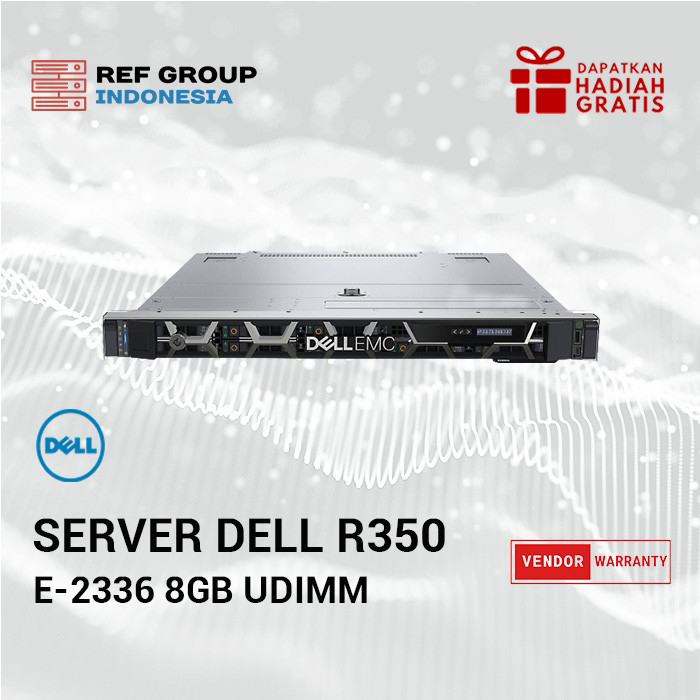 REF GROUP
INDONESIA
DAPATKAN
HADIAH
GRATIS
DELLEMC
DELL
SERVER DELL R350
E-2336 8GB UDIMM
VENDOR WARRANTY